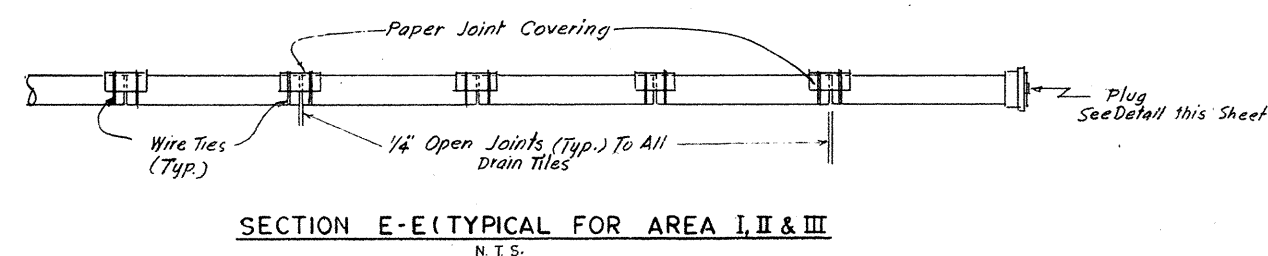 Paper Joint Covering
Plug
See Detail this Sheet
Wire Ties
(Typ.)
1/4" Open Joints (Typ.) To All
Drain Tiles
SECTION E-E (TYPICAL FOR AREA I, II & III
N. T. S.